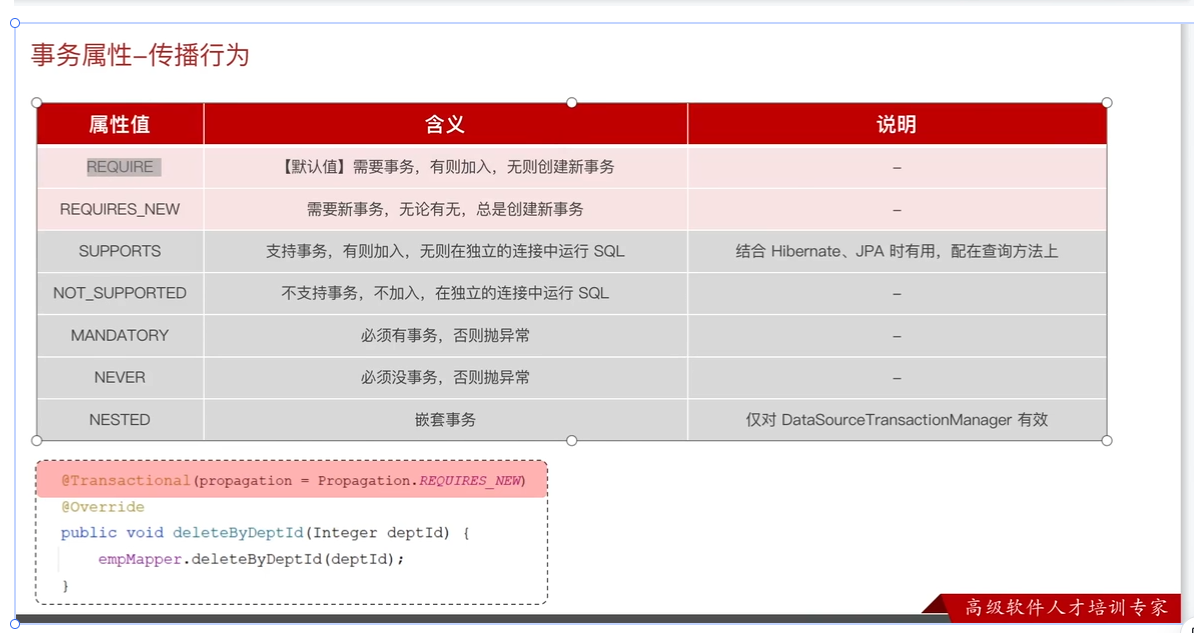 事务属性–传播行为
属性值 含义 说明
REQUIRE 【默认值】需要事务，有则加入，无则创建新事务 –
REQUIRES_NEW 需要新事务，无论有无，总是创建新事务 –
SUPPORTS 支持事务，有则加入，无则在独立的连接中运行 SQL 结合 Hibernate、JPA 时有用，配在查询方法上
NOT_SUPPORTED 不支持事务，不加入，在独立的连接中运行 SQL –
MANDATORY 必须有事务，否则抛异常 –
NEVER 必须没事务，否则抛异常 –
NESTED 嵌套事务 仅对 DataSourceTransactionManager 有效
@Transactional(propagation = Propagation.REQUIRES_NEW)
@Override
public void deleteByDeptId(Integer deptId) {
empMapper.deleteByDeptId(deptId);
}
高级软件人才培训专家